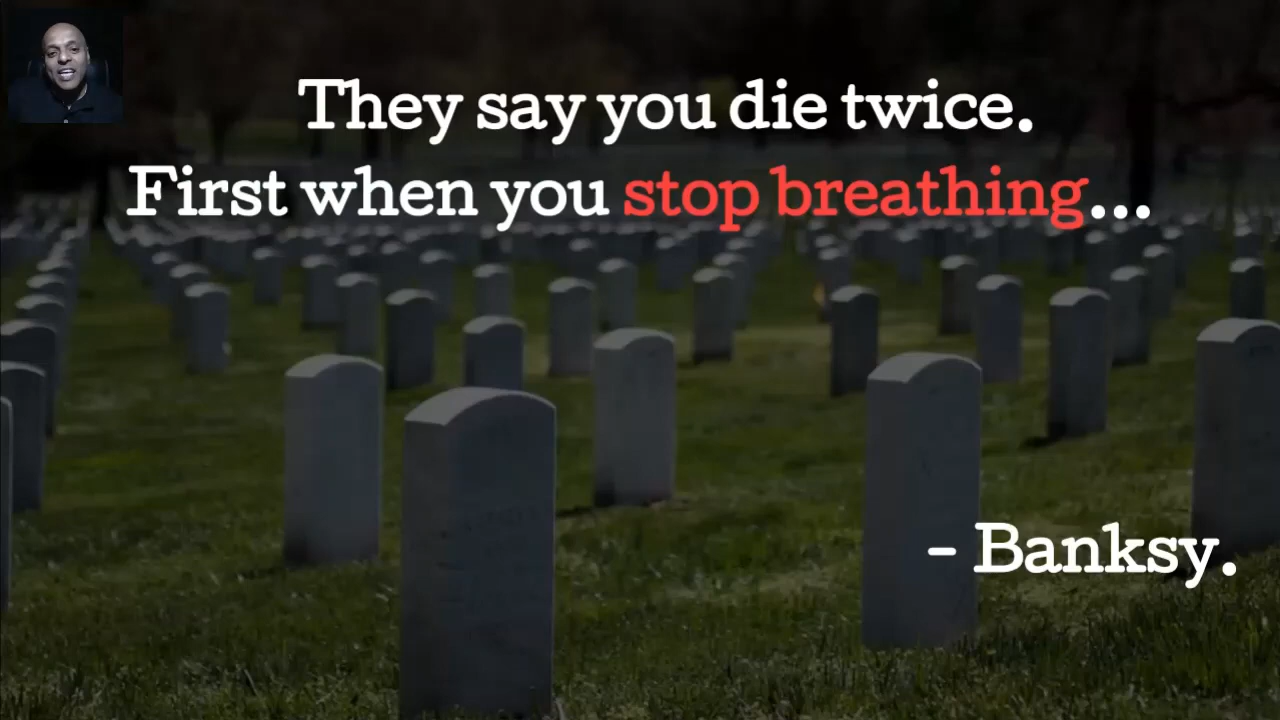 They say you die twice.
First when you stop breathing...
- Banksy.